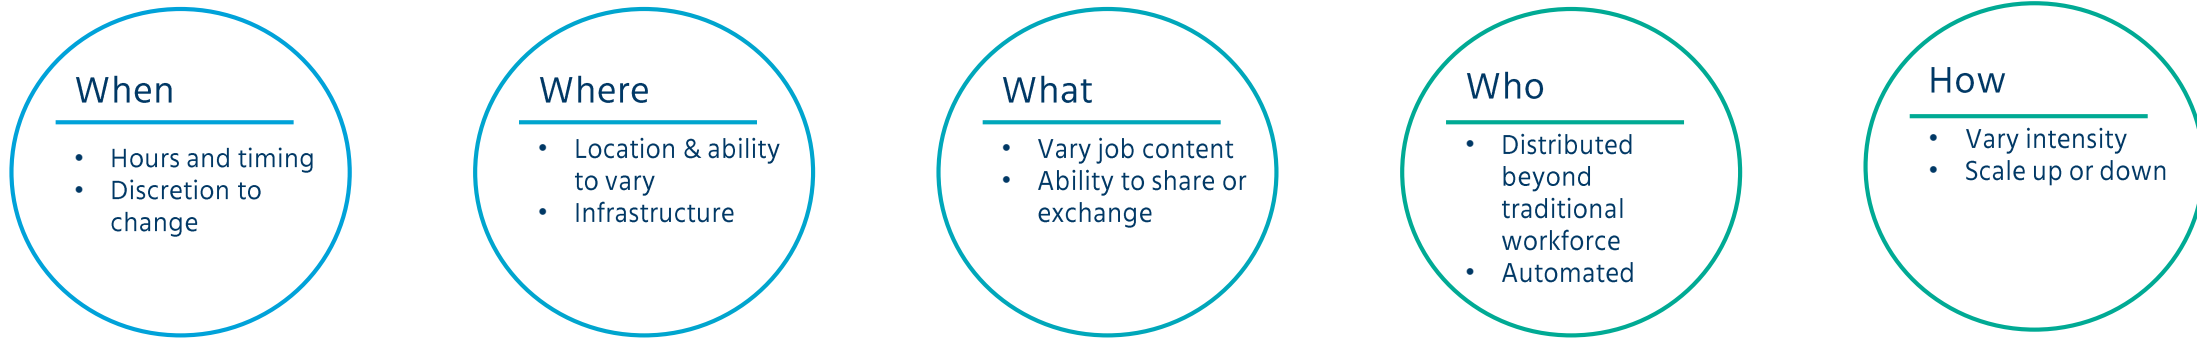 When
• Hours and timing
• Discretion to
change
Where
• Location & ability
to vary
• Infrastructure
What
• Vary job content
• Ability to share or
exchange
Who
• Distributed
beyond
traditional
workforce
• Automated
How
• Vary intensity
• Scale up or down